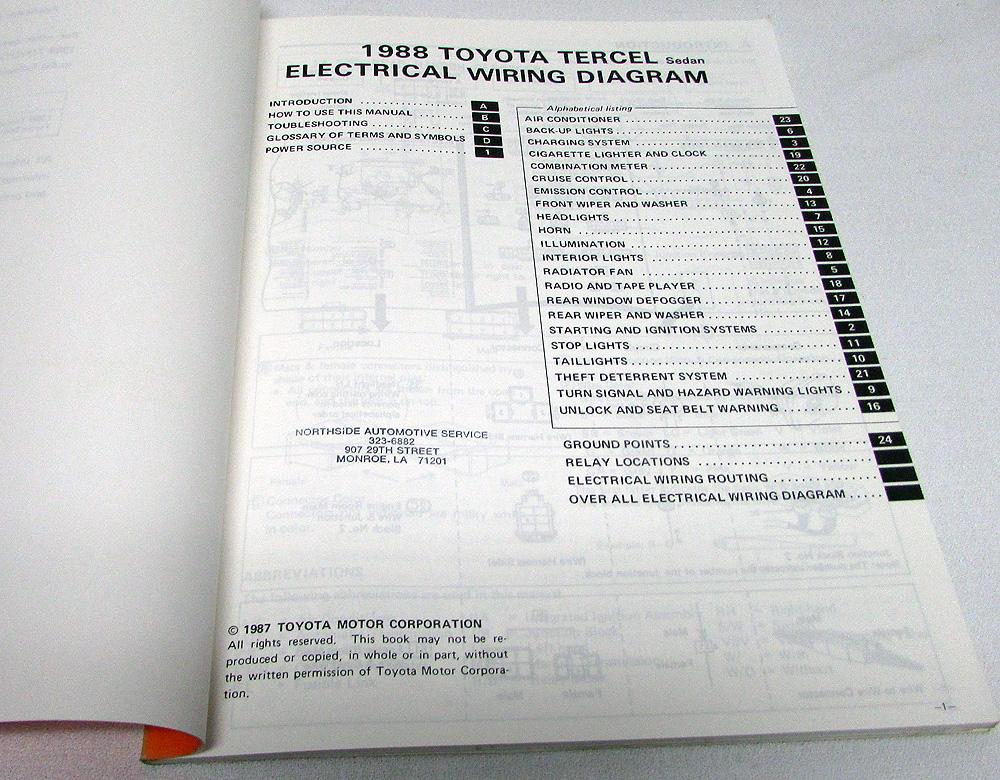 1988 TOYOTA TERCEL Sedan
ELECTRICAL WIRING DIAGRAM
INTRODUCTION .................... A
HOW TO USE THIS MANUAL .......... B
TOUBLESHOOTING .................. C
GLOSSARY OF TERMS AND SYMBOLS D
POWER SOURCE .................... 1
Alphabetical listing
AIR CONDITIONER .................... 23
BACK-UP LIGHTS .................... 6
CHARGING SYSTEM .................... 3
CIGARETTE LIGHTER AND CLOCK .......... 19
COMBINATION METER .................... 22
CRUISE CONTROL .................... 20
EMISSION CONTROL .................... 4
FRONT WIPER AND WASHER .............. 13
HEADLIGHTS .................... 7
HORN .................... 15
ILLUMINATION .................... 12
INTERIOR LIGHTS .................... 8
RADIATOR FAN .................... 5
RADIO AND TAPE PLAYER .............. 18
REAR WINDOW DEFOGGER .............. 17
REAR WIPER AND WASHER .............. 14
STARTING AND IGNITION SYSTEMS ........ 2
STOP LIGHTS .................... 11
TAILLIGHTS .................... 10
THEFT DETERRENT SYSTEM ............ 21
TURN SIGNAL AND HAZARD WARNING LIGHTS . 9
UNLOCK AND SEAT BELT WARNING .......... 16
GROUND POINTS .................... 24
RELAY LOCATIONS ....................
ELECTRICAL WIRING ROUTING ..............
OVER ALL ELECTRICAL WIRING DIAGRAM .....
NORTHSIDE AUTOMOTIVE SERVICE
323-6882
907 29TH STREET
MONROE, LA 71201
© 1987 TOYOTA MOTOR CORPORATION
All rights reserved. This book may not be re-
produced or copied, in whole or in part, without
the written permission of Toyota Motor Corpora-
tion.
—1—